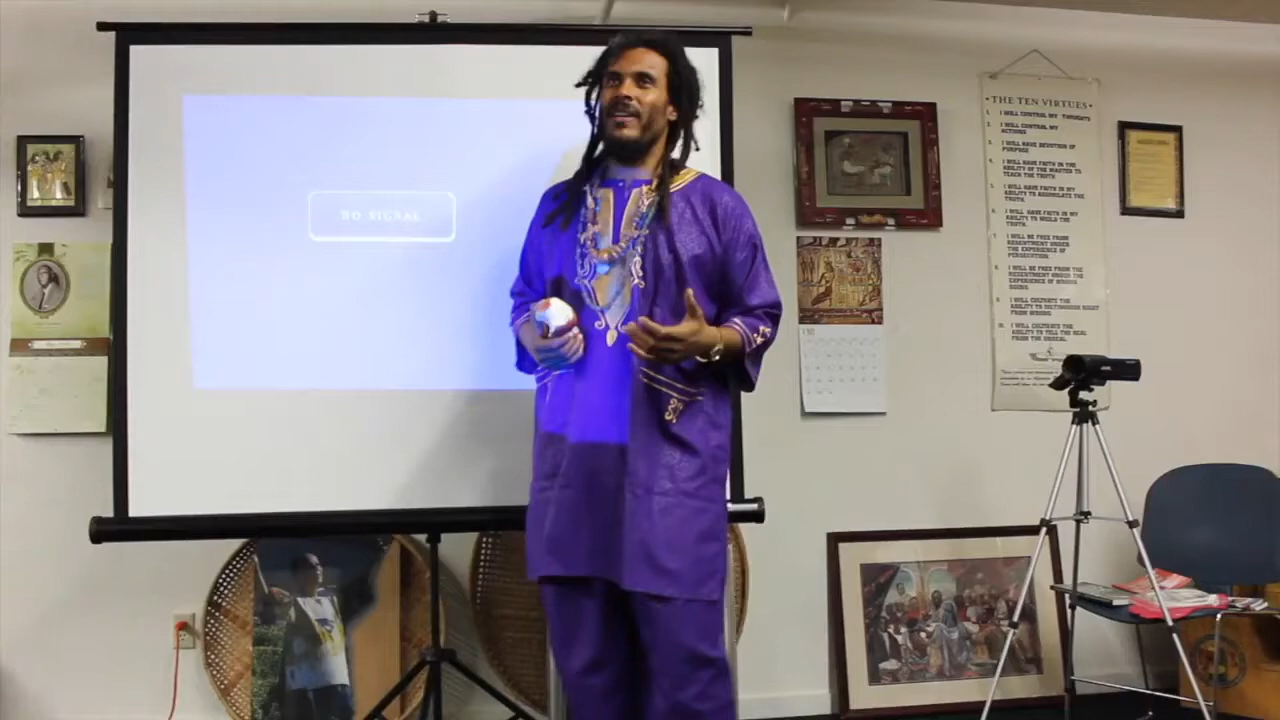 NO SIGNAL
• THE TEN VIRTUES •
1. I WILL CONTROL MY THOUGHTS
2. I WILL CONTROL MY
ACTIONS
3. I WILL HAVE DEVOTION OF
PURPOSE
4. I WILL HAVE FAITH IN THE
ABILITY OF THE MASTER TO
TEACH THE TRUTH.
5. I WILL HAVE FAITH IN MY
ABILITY TO ASSIMILATE THE
TRUTH.
6. I WILL HAVE FAITH IN MY
ABILITY TO WIELD THE
TRUTH.
7. I WILL BE FREE FROM
RESENTMENT UNDER
THE EXPERIENCE OF
PERSECUTION.
8. I WILL BE FREE FROM THE
RESENTMENT UNDER THE
EXPERIENCE OF WRONG
DOING.
9. I WILL CULTIVATE THE
ABILITY TO DISTINGUISH RIGHT
FROM WRONG.
10. I WILL CULTIVATE THE
ABILITY TO TELL THE REAL
FROM THE UNREAL.